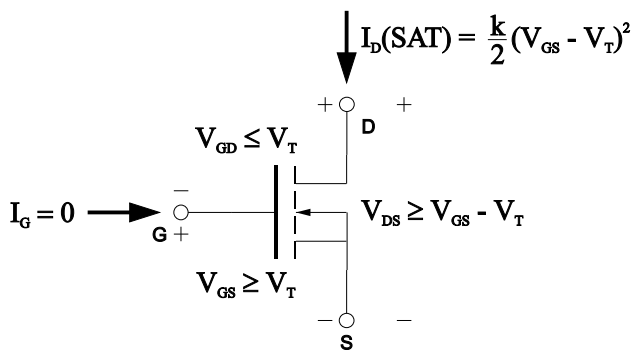 I_D(SAT) = k/2 (V_GS - V_T)^2
+ +
D
V_GD ≤ V_T
−
I_G = 0
V_DS ≥ V_GS - V_T
G +
V_GS ≥ V_T
− −
S